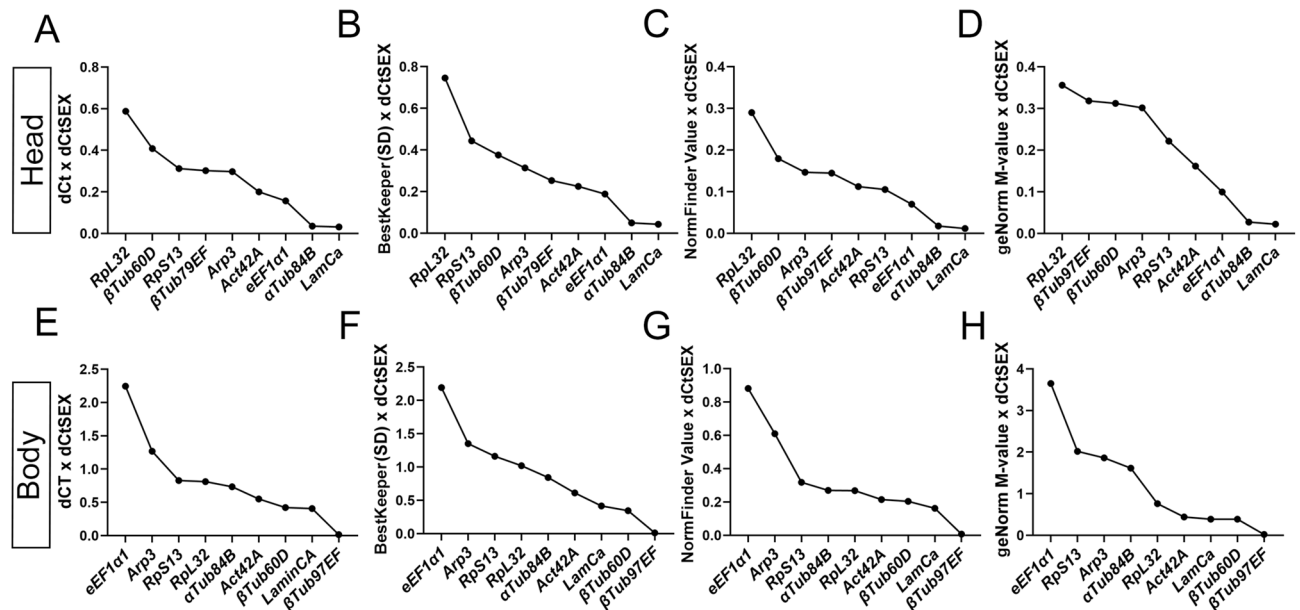 A
B
C
D
Head
dCt x dCtSEX
0.8
0.6
0.4
0.2
0.0
RpL32
βTub60D
RpS13
βTub79EF
Arp3
Act42A
eEF1α1
αTub84B
LamCa
BestKeeper(SD) x dCtSEX
0.8
0.6
0.4
0.2
0.0
RpL32
RpS13
βTub60D
Arp3
βTub79EF
Act42A
eEF1α1
αTub84B
LamCa
NormFinder Value x dCtSEX
0.4
0.3
0.2
0.1
0.0
RpL32
βTub60D
Arp3
βTub97EF
Act42A
RpS13
eEF1α1
αTub84B
LamCa
geNorm M-value x dCtSEX
0.4
0.3
0.2
0.1
0.0
RpL32
βTub97EF
βTub60D
Arp3
RpS13
Act42A
eEF1α1
αTub84B
LamCa
E
F
G
H
Body
dCT x dCtSEX
2.5
2.0
1.5
1.0
0.5
0.0
eEF1α1
Arp3
RpS13
RpL32
αTub84B
Act42A
βTub60D
LaminCA
βTub97EF
BestKeeper(SD) x dCtSEX
2.5
2.0
1.5
1.0
0.5
0.0
eEF1α1
Arp3
RpS13
RpL32
αTub84B
Act42A
LamCa
βTub60D
βTub97EF
NormFinder Value x dCtSEX
1.0
0.8
0.6
0.4
0.2
0.0
eEF1α1
Arp3
RpS13
αTub84B
RpL32
Act42A
βTub60D
LamCa
βTub97EF
geNorm M-value x dCtSEX
4
3
2
1
0
eEF1α1
RpS13
Arp3
αTub84B
RpL32
Act42A
LamCa
βTub60D
βTub97EF